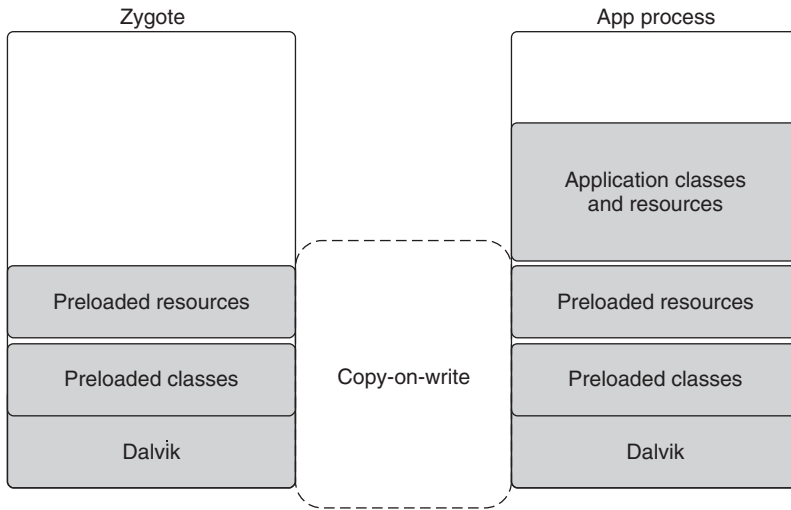 Zygote
App process
Application classes
and resources
Preloaded resources
Preloaded resources
Preloaded classes
Preloaded classes
Copy-on-write
Dalvik
Dalvik